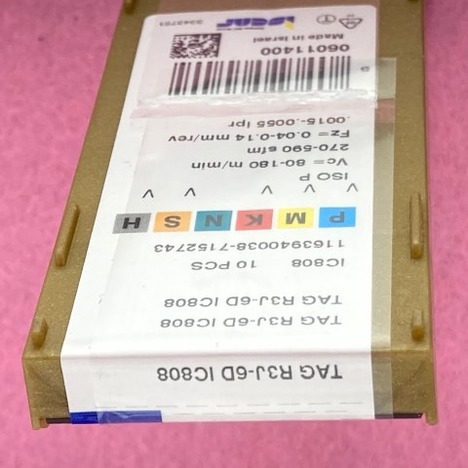 TAG R3J-6D IC808
TAG R3J-6D IC808
TAG R3J-6D IC808
IC808 10 PCS
1163940038-7152743
P M K N S H
ISO P
Vc = 80-180 m/min
270-590 sfm
Fz = 0.04-0.14 mm/rev
.0015-.0055 ipr
06011400
Made in Israel
iscar